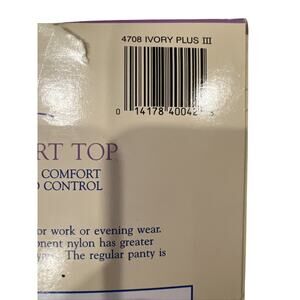 4708 IVORY PLUS III
0 14178 40042 3
RT TOP
COMFORT
CONTROL
or work or evening wear.
onent nylon has greater
The regular panty is